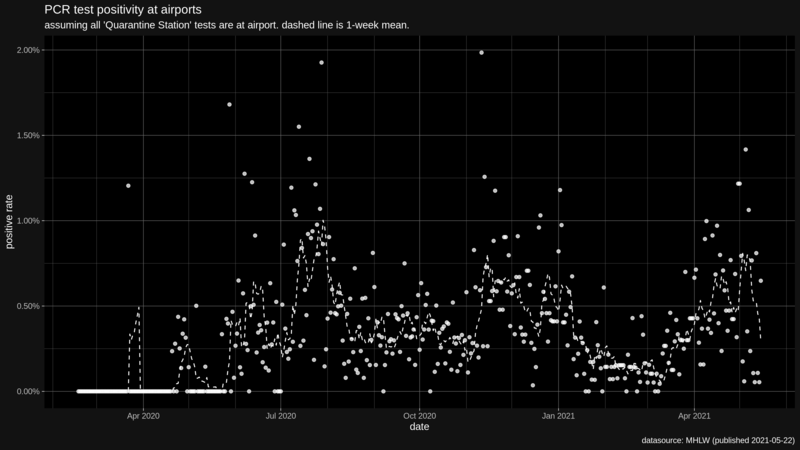 PCR test positivity at airports
assuming all 'Quarantine Station' tests are at airport. dashed line is 1-week mean.
2.00%
1.50%
1.00%
0.50%
0.00%
positive rate
Apr 2020
Jul 2020
Oct 2020
Jan 2021
Apr 2021
date
datasource: MHLW (published 2021-05-22)